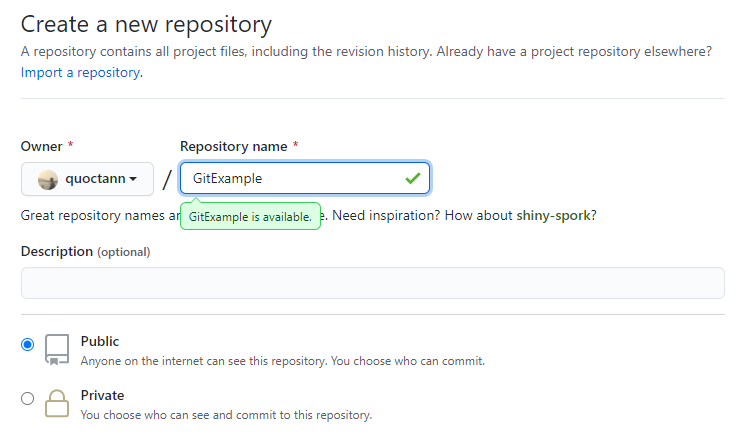 Create a new repository
A repository contains all project files, including the revision history. Already have a project repository elsewhere?
Import a repository.
Owner *
Repository name *
quoctann
/
GitExample
Great repository names a
e. Need inspiration? How about shiny-spork?
GitExample is available.
Description (optional)
Public
Anyone on the internet can see this repository. You choose who can commit.
Private
You choose who can see and commit to this repository.